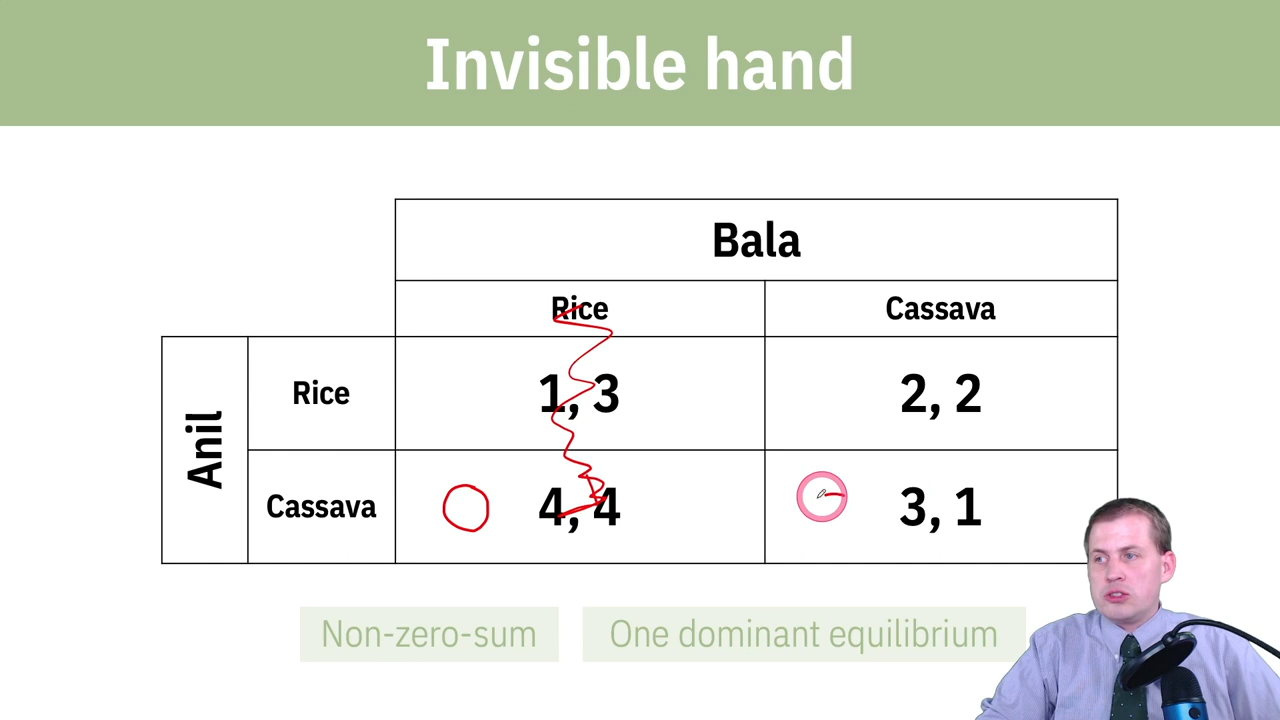 Invisible hand
Bala
Rice Cassava
Anil
Rice 1, 3 2, 2
Cassava 4, 4 3, 1
Non-zero-sum One dominant equilibrium